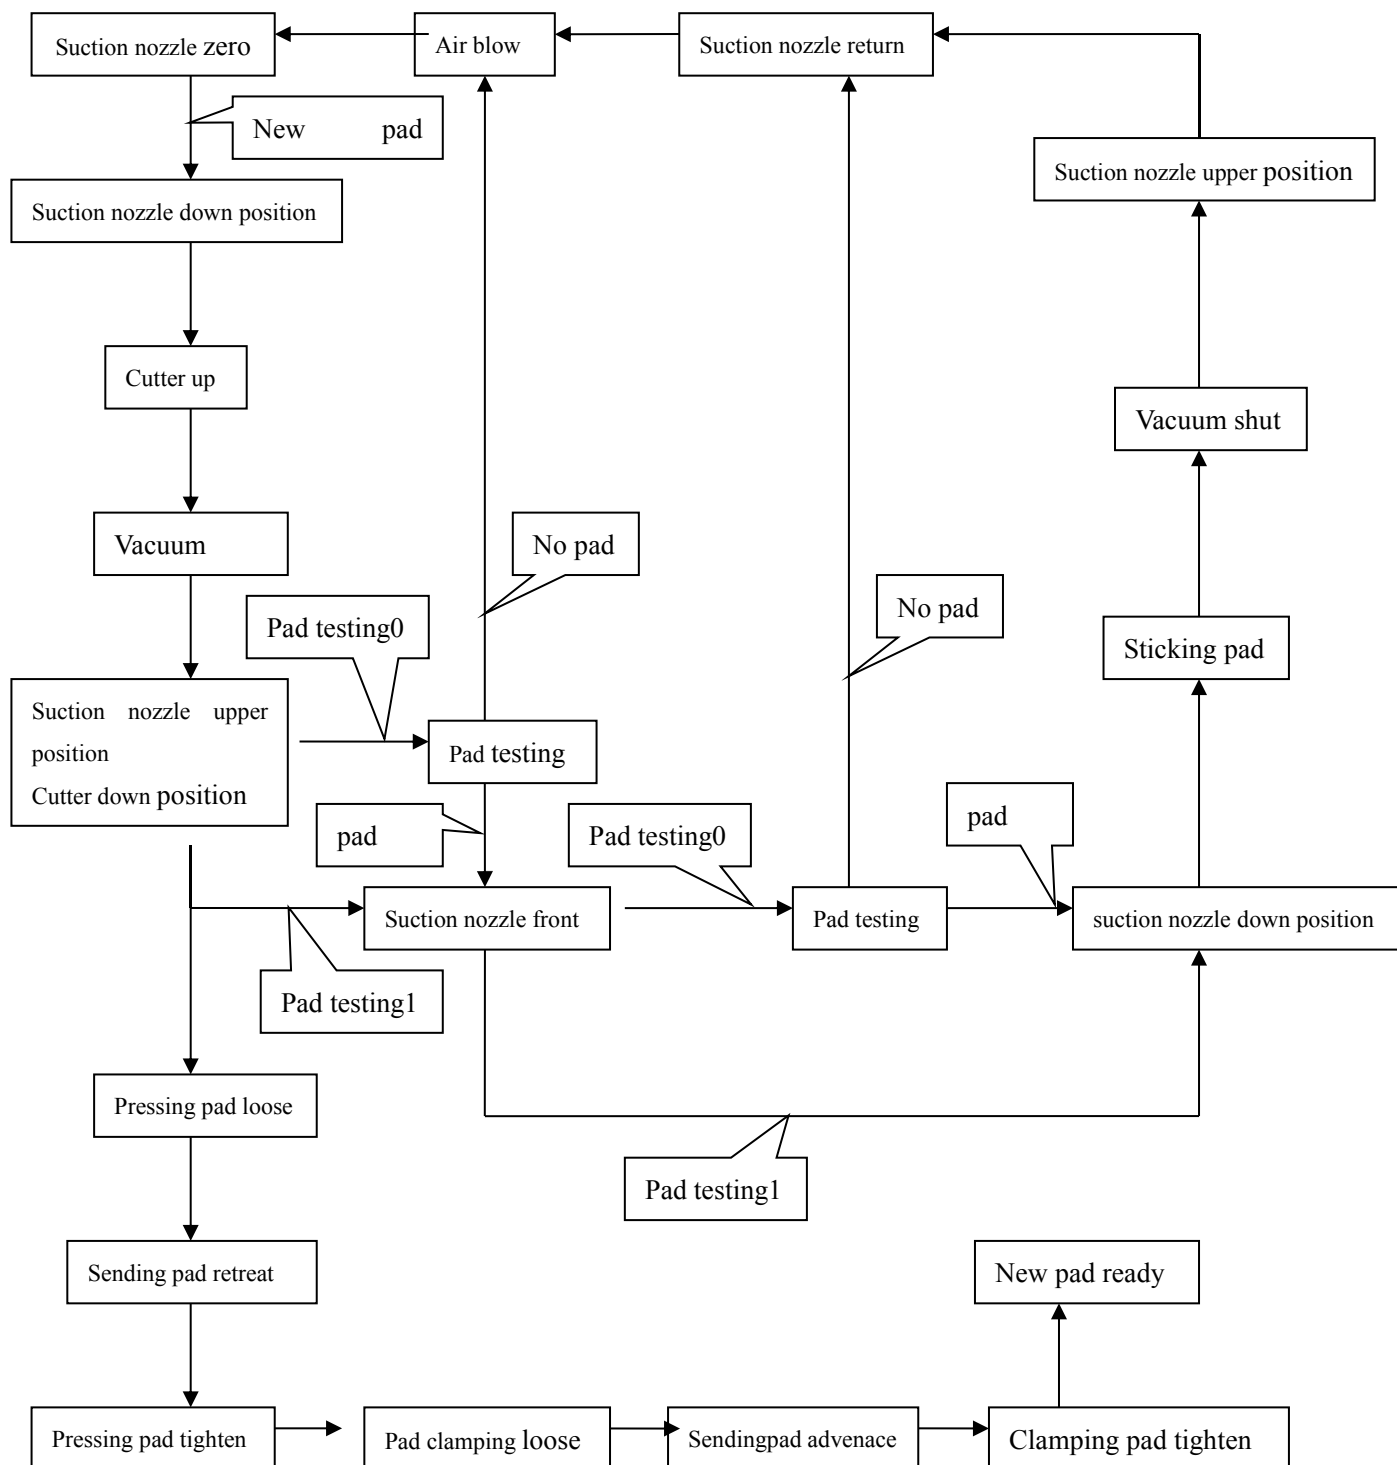 Suction nozzle zero
Air blow
Suction nozzle return
New pad
Suction nozzle upper position
Suction nozzle down position
Cutter up
Vacuum shut
Vacuum
No pad
No pad
Pad testing0
Sticking pad
Suction nozzle upper
position
Cutter down position
Pad testing
pad
Pad testing0
pad
Suction nozzle front
Pad testing
suction nozzle down position
Pad testing1
Pressing pad loose
Pad testing1
Sending pad retreat
New pad ready
Pressing pad tighten
Pad clamping loose
Sendingpad advenace
Clamping pad tighten